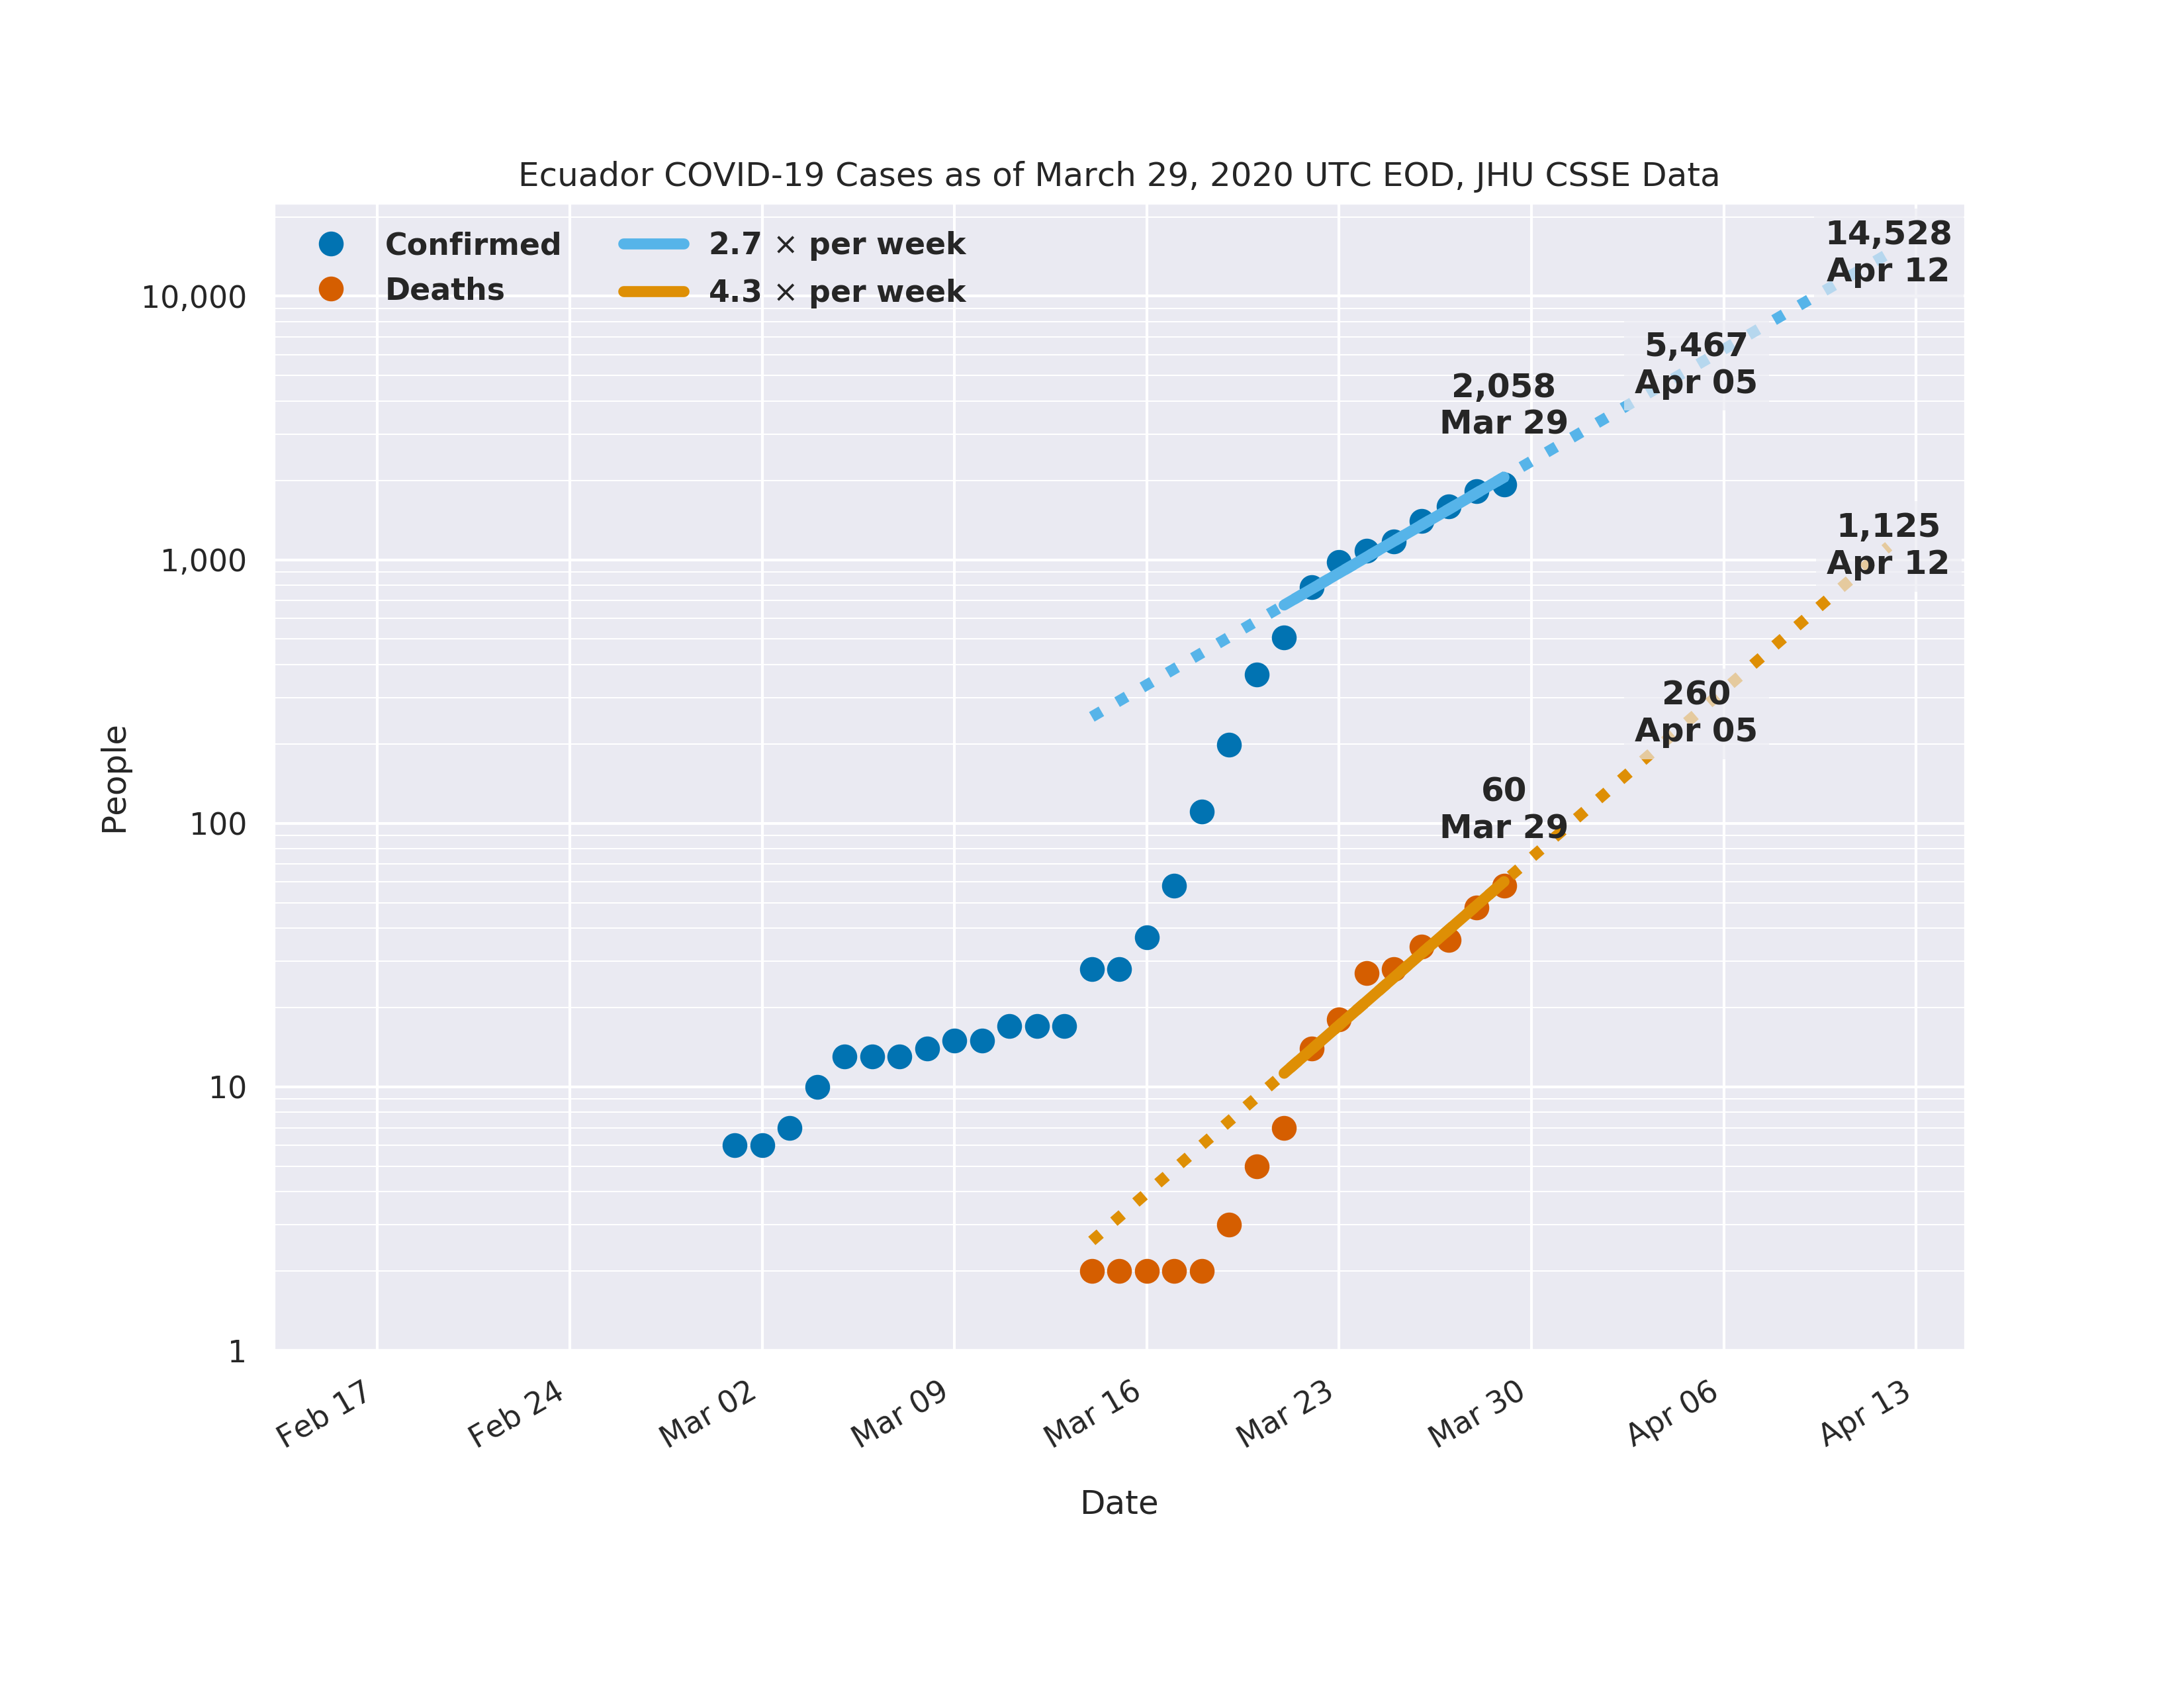 Ecuador COVID-19 Cases as of March 29, 2020 UTC EOD, JHU CSSE Data
Confirmed
Deaths
2.7 × per week
4.3 × per week
14,528
Apr 12
5,467
Apr 05
2,058
Mar 29
1,125
Apr 12
260
Apr 05
60
Mar 29
People
10,000
1,000
100
10
1
Feb 17
Feb 24
Mar 02
Mar 09
Mar 16
Mar 23
Mar 30
Apr 06
Apr 13
Date